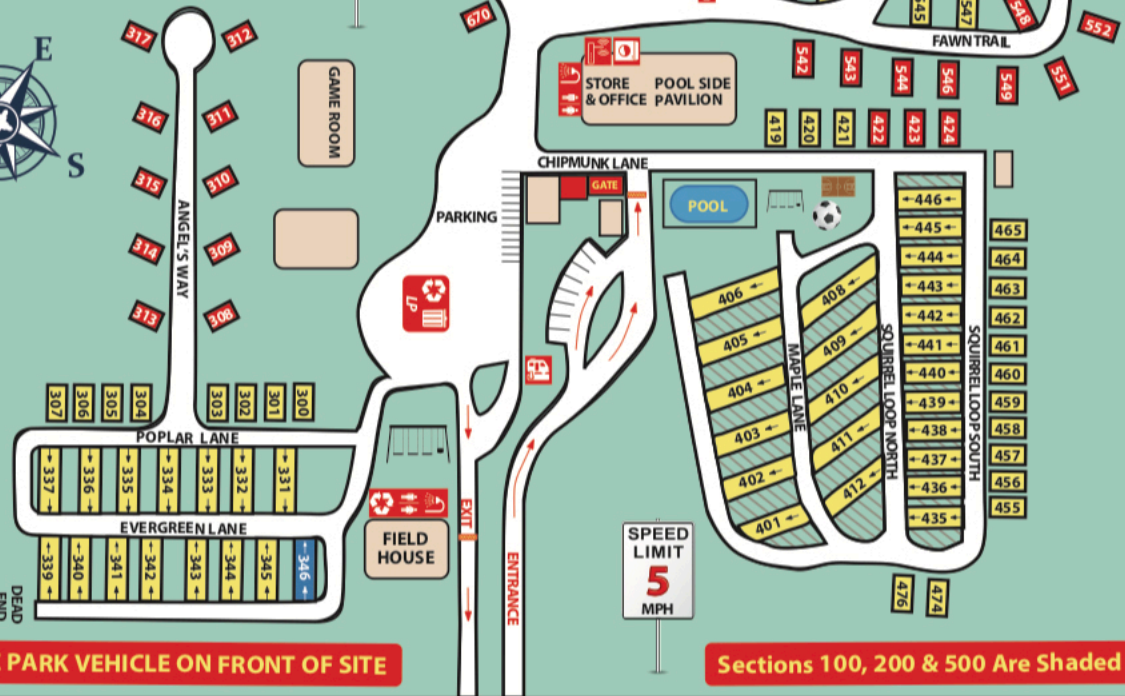 317
312
670
545
547
548
552
E
S
GAME ROOM
STORE
& OFFICE
POOL SIDE
PAVILION
FAWN TRAIL
542
543
544
546
549
551
316
311
419
420
421
422
423
424
CHIPMUNK LANE
315
310
ANGEL'S WAY
PARKING
GATE
POOL
446
445
444
443
442
441
440
439
438
437
436
435
465
464
463
462
461
460
459
458
457
456
455
314
309
313
308
LP
406
405
404
403
402
401
MAPLE LANE
408
409
410
411
412
SQUIRREL LOOP NORTH
SQUIRREL LOOP SOUTH
307
306
305
304
303
302
301
300
POPLAR LANE
337
336
335
334
333
332
331
EVERGREEN LANE
339
340
341
342
343
344
345
346
DEAD
END
FIELD
HOUSE
EXIT
ENTRANCE
SPEED
LIMIT
5
MPH
476
474
PARK VEHICLE ON FRONT OF SITE
Sections 100, 200 & 500 Are Shaded